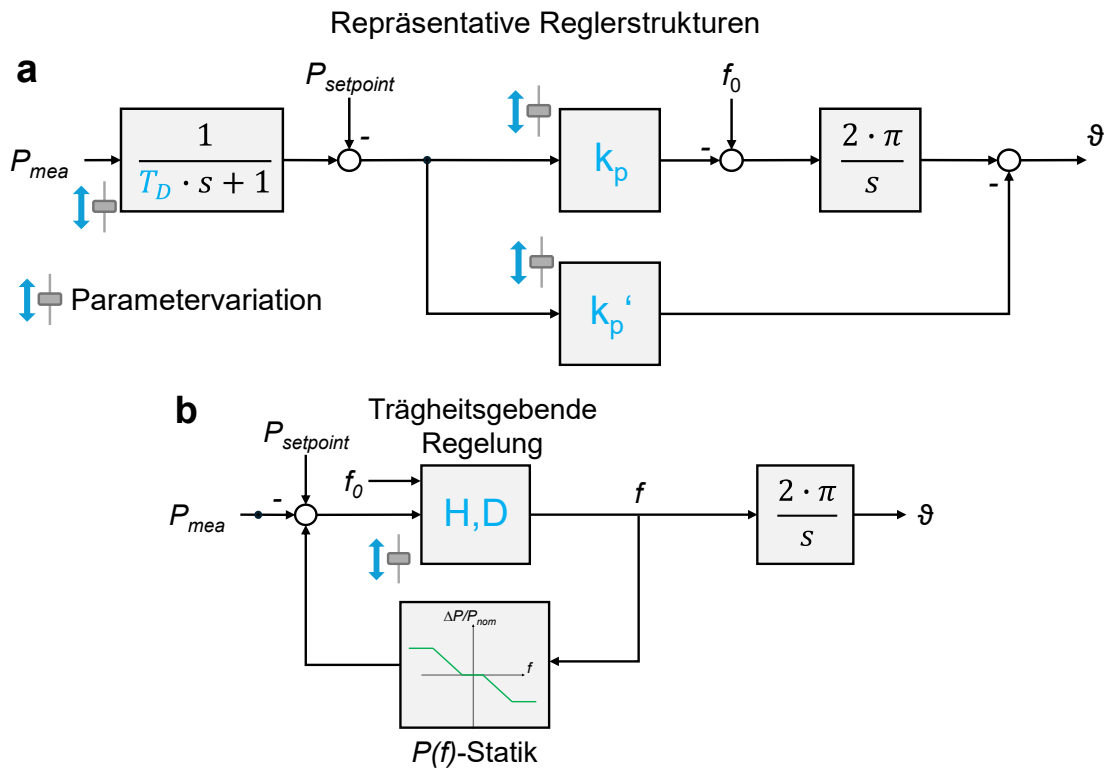 Repräsentative Reglerstrukturen
a
P_setpoint
f_0
P_mea
1
T_D · s + 1
-
k_p
-
2 · π
s
-
ϑ
Parametervariation
k_p‘
b
Trägheitsgebende
Regelung
P_setpoint
f_0
P_mea
-
H,D
f
2 · π
s
ϑ
ΔP/P_nom
f
P(f)-Statik